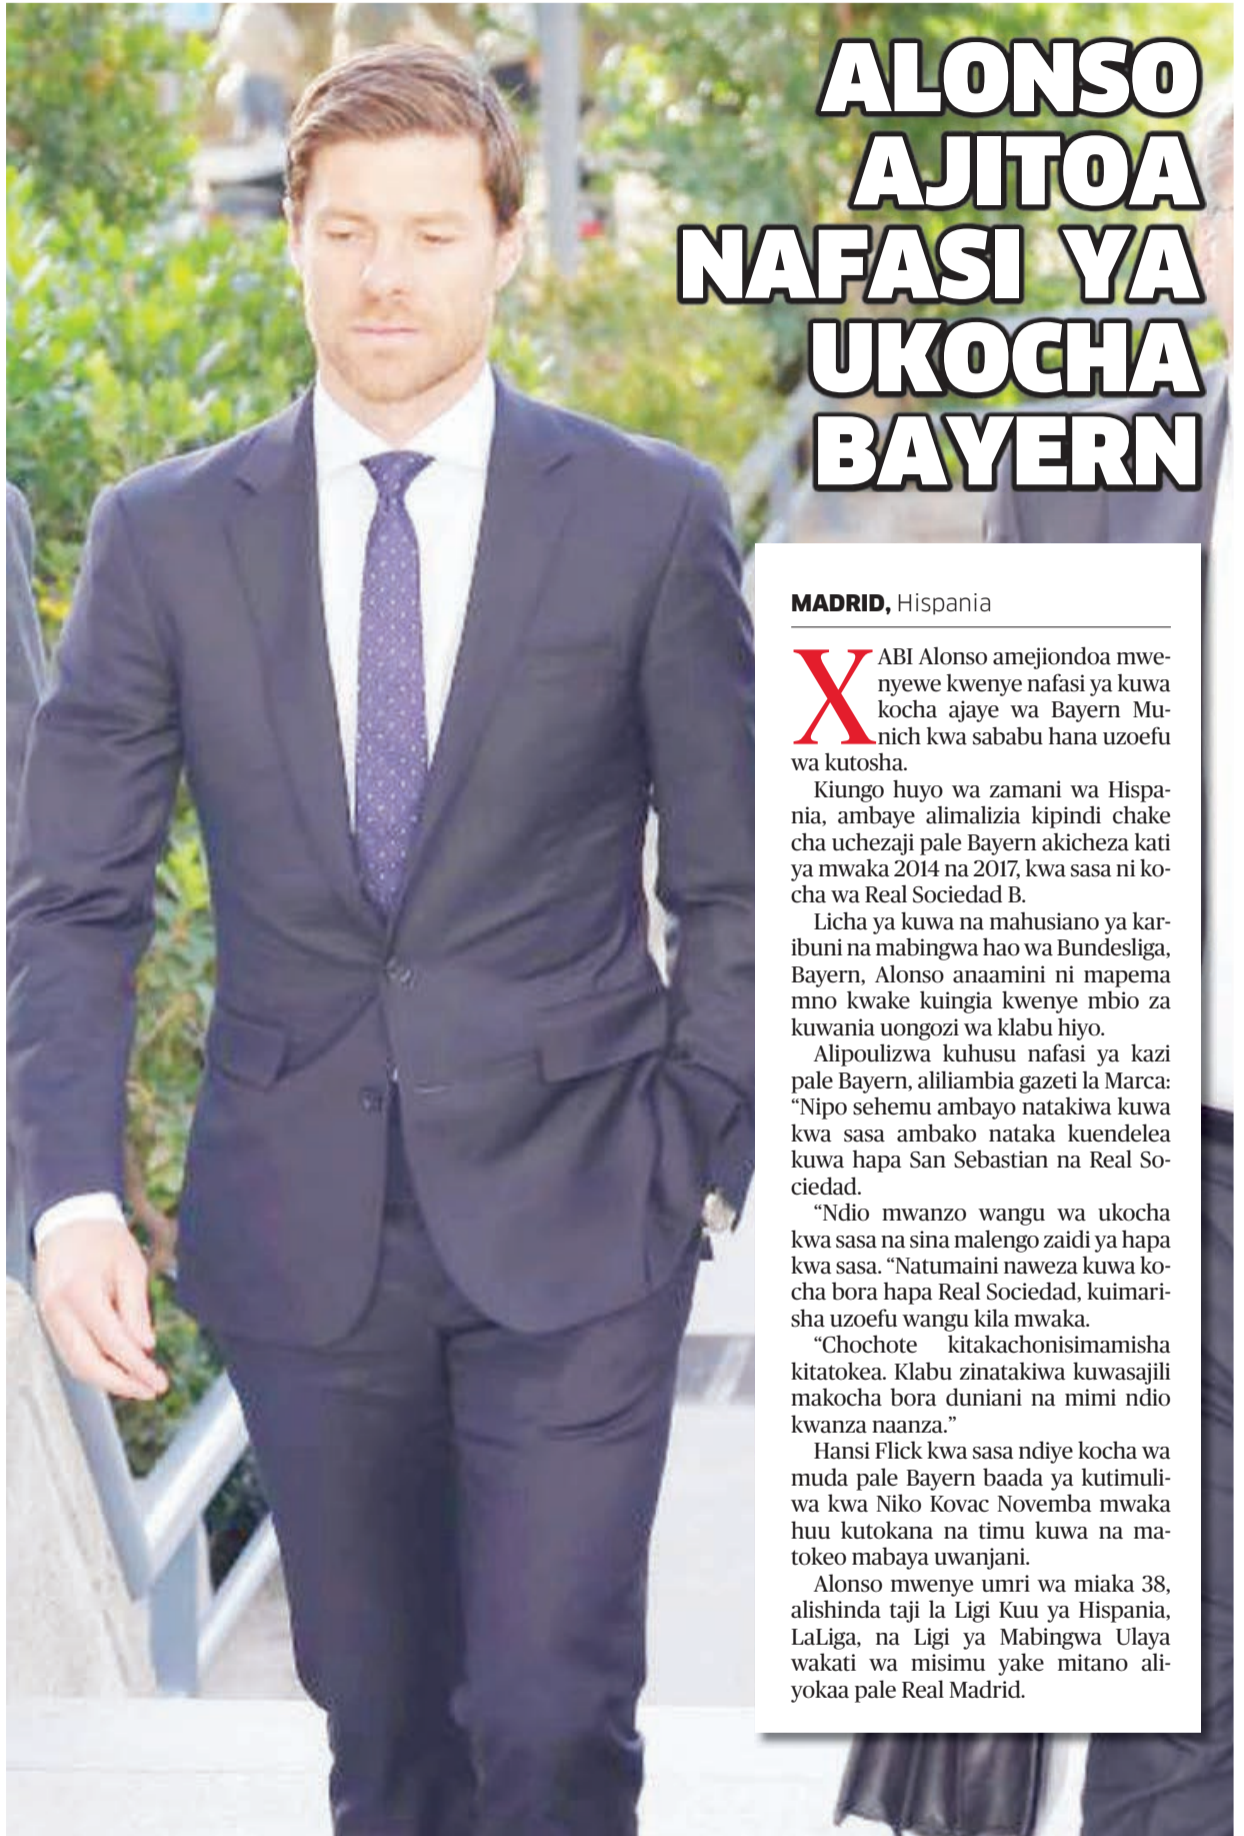 ALONSO
AJITOA
NAFASI YA
UKOCHA
BAYERN
MADRID, Hispania
XABI Alonso amejiondoa mwe-
nyewe kwenye nafasi ya kuwa
kocha ajaye wa Bayern Mu-
nich kwa sababu hana uzoefu
wa kutosha.
Kiungo huyo wa zamani wa Hispa-
nia, ambaye alimalizia kipindi chake
cha uchezaji pale Bayern akicheza kati
ya mwaka 2014 na 2017, kwa sasa ni ko-
cha wa Real Sociedad B.
Licha ya kuwa na mahusiano ya kar-
ibuni na mabingwa hao wa Bundesliga,
Bayern, Alonso anaamini ni mapema
mno kwake kuingia kwenye mbio za
kuwania uongozi wa klabu hiyo.
Alipoulizwa kuhusu nafasi ya kazi
pale Bayern, aliliambia gazeti la Marca:
“Nipo sehemu ambayo natakiwa kuwa
kwa sasa ambako nataka kuendelea
kuwa hapa San Sebastian na Real So-
ciedad.
“Ndio mwanzo wangu wa ukocha
kwa sasa na sina malengo zaidi ya hapa
kwa sasa. “Natumaini naweza kuwa ko-
cha bora hapa Real Sociedad, kuimari-
sha uzoefu wangu kila mwaka.
“Chochote kitakachonisimamisha
kitatokea. Klabu zinatakiwa kuwasajili
makocha bora duniani na mimi ndio
kwanza naanza.”
Hansi Flick kwa sasa ndiye kocha wa
muda pale Bayern baada ya kutimuli-
wa kwa Niko Kovac Novemba mwaka
huu kutokana na timu kuwa na ma-
tokeo mabaya uwanjani.
Alonso mwenye umri wa miaka 38,
alishinda taji la Ligi Kuu ya Hispania,
LaLiga, na Ligi ya Mabingwa Ulaya
wakati wa misimu yake mitano ali-
yokaa pale Real Madrid.